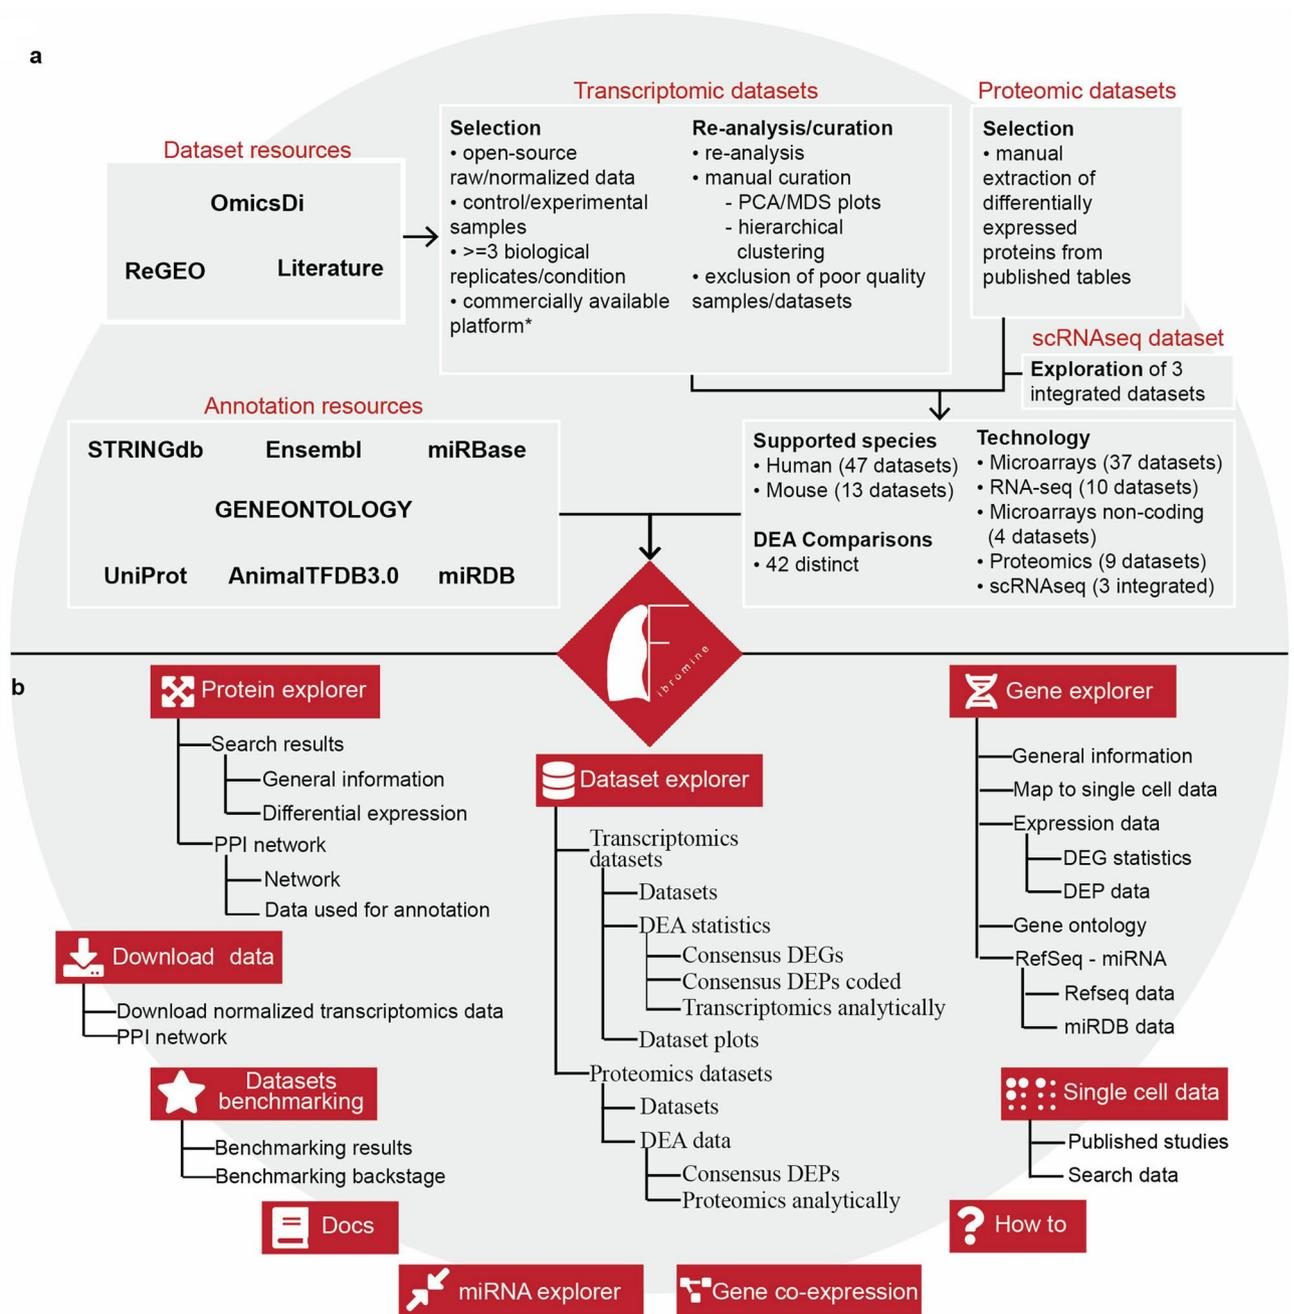 a
Transcriptomic datasets
Proteomic datasets
Dataset resources
OmicsDi
ReGEO
Literature
Selection
• open-source
raw/normalized data
• control/experimental
samples
• >=3 biological
replicates/condition
• commercially available
platform*
Re-analysis/curation
• re-analysis
• manual curation
- PCA/MDS plots
- hierarchical
clustering
• exclusion of poor quality
samples/datasets
Selection
• manual
extraction of
differentially
expressed
proteins from
published tables
scRNAseq dataset
Exploration of 3
integrated datasets
Annotation resources
STRINGdb
Ensembl
miRBase
GENEONTOLOGY
UniProt
AnimalTFDB3.0
miRDB
Supported species
• Human (47 datasets)
• Mouse (13 datasets)
DEA Comparisons
• 42 distinct
Technology
• Microarrays (37 datasets)
• RNA-seq (10 datasets)
• Microarrays non-coding
(4 datasets)
• Proteomics (9 datasets)
• scRNAseq (3 integrated)
F
ibromine
b
Protein explorer
Search results
General information
Differential expression
PPI network
Network
Data used for annotation
Download data
Download normalized transcriptomics data
PPI network
Datasets
benchmarking
Benchmarking results
Benchmarking backstage
Docs
miRNA explorer
Dataset explorer
Transcriptomics
datasets
Datasets
DEA statistics
Consensus DEGs
Consensus DEPs coded
Transcriptomics analytically
Dataset plots
Proteomics datasets
Datasets
DEA data
Consensus DEPs
Proteomics analytically
Gene explorer
General information
Map to single cell data
Expression data
DEG statistics
DEP data
Gene ontology
RefSeq - miRNA
Refseq data
miRDB data
Single cell data
Published studies
Search data
? How to
Gene co-expression